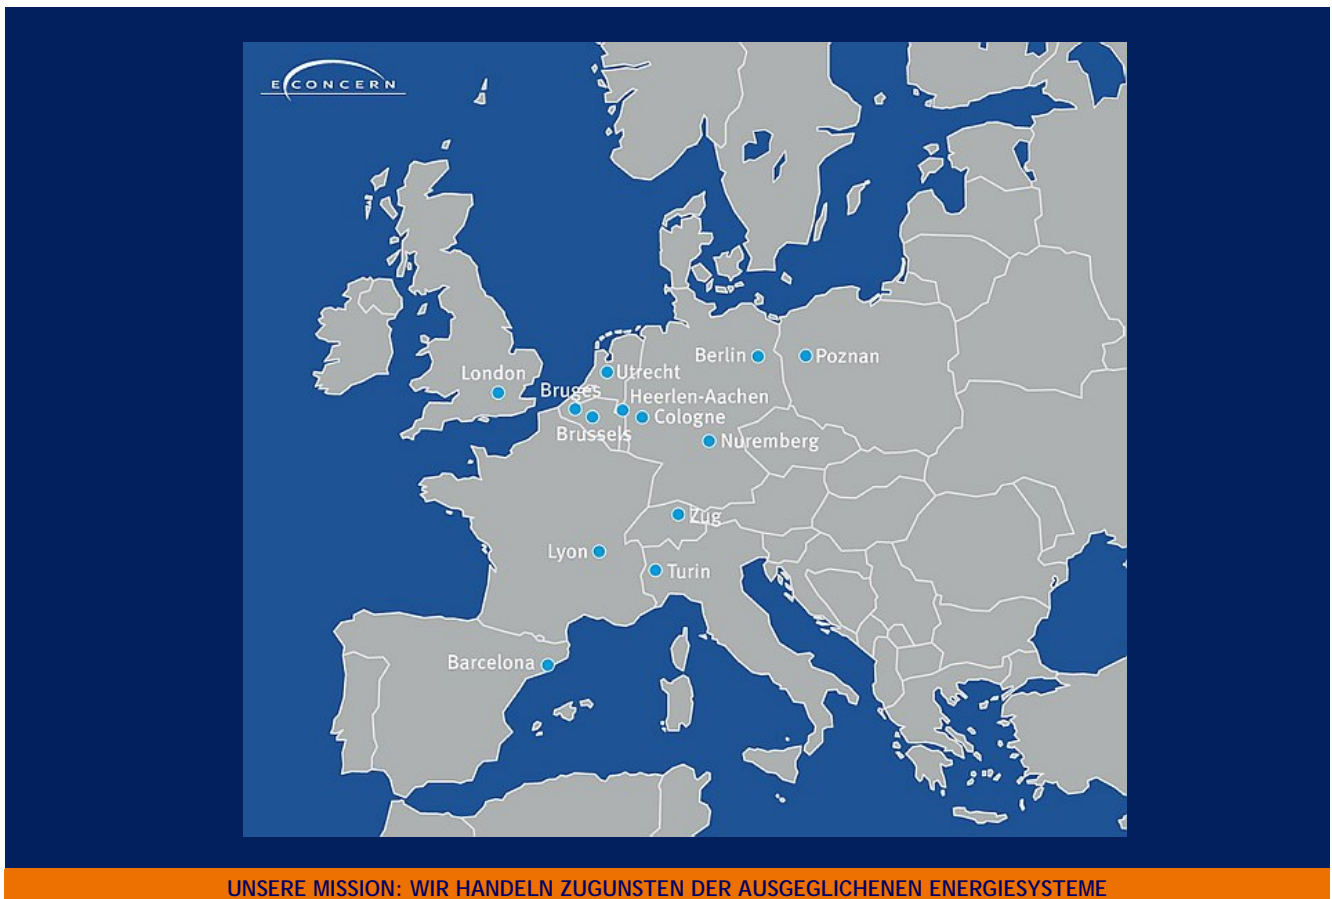 ECONCERN
Berlin
Poznan
London
Utrecht
Bruges
Heerlen-Aachen
Cologne
Brussels
Nuremberg
Zug
Lyon
Turin
Barcelona
UNSERE MISSION: WIR HANDELN ZUGUNSTEN DER AUSGEGLICHENEN ENERGIESYSTEME